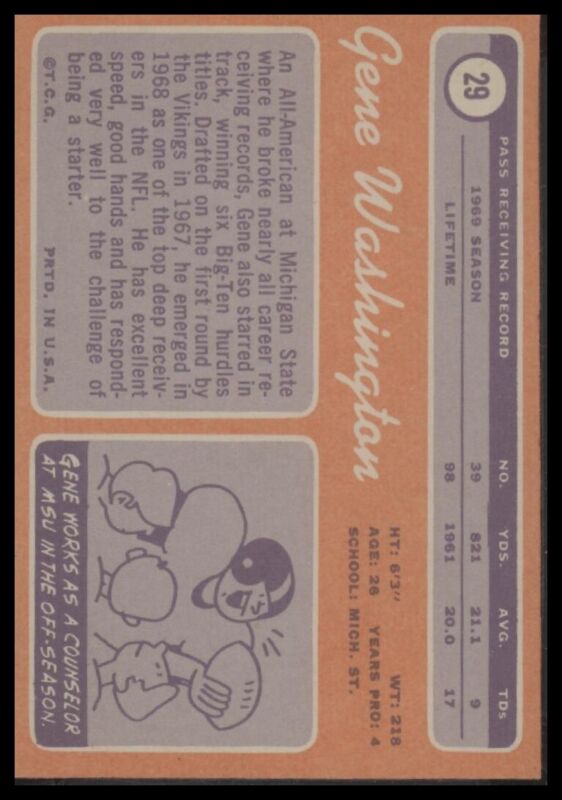 29
PASS RECEIVING RECORD NO. YDS. AVG. TDs
1969 SEASON 39 821 21.1 9
LIFETIME 98 1961 20.0 17
Gene Washington
HT: 6'3" WT: 218
AGE: 26 YEARS PRO: 4
SCHOOL: MICH. ST.
An All-American at Michigan State
where he broke nearly all career re-
ceiving records, Gene also starred in
track, winning six Big-Ten hurdles
titles. Drafted on the first round by
the Vikings in 1967, he emerged in
1968 as one of the top deep receiv-
ers in the NFL. He has excellent
speed, good hands and has respond-
ed very well to the challenge of
being a starter.
©T.C.G. PRTD. IN U.S.A.
GENE WORKS AS A COUNSELOR
AT MSU IN THE OFF-SEASON.